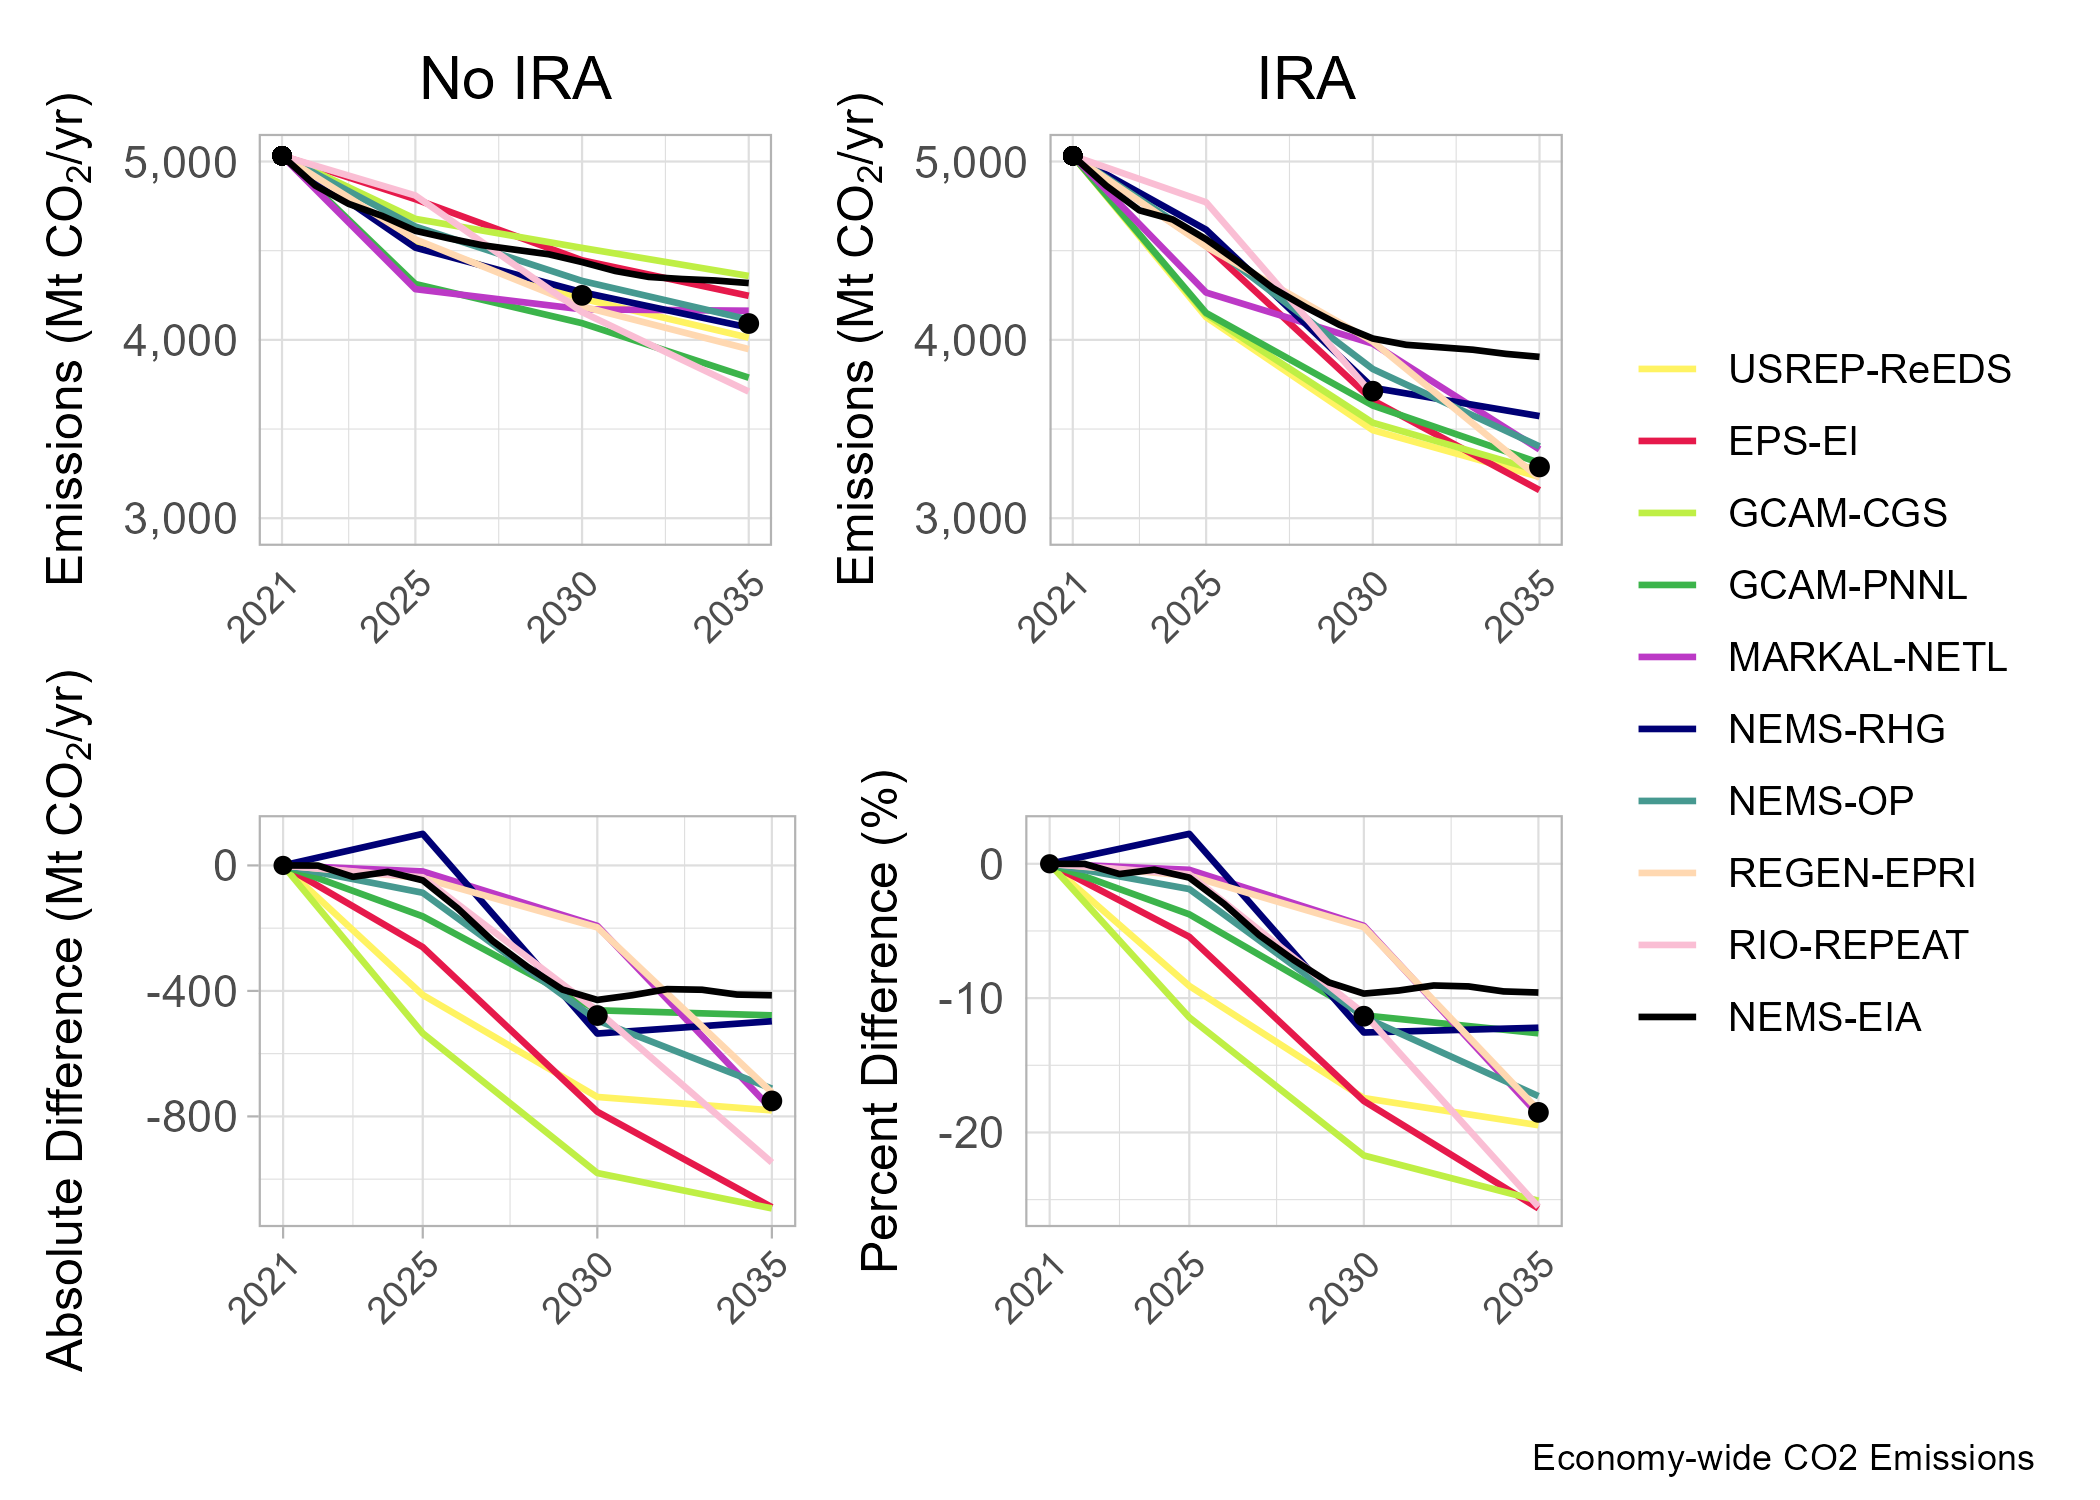 No IRA
Emissions (Mt CO₂/yr)
5,000
4,000
3,000
2021
2025
2030
2035
IRA
Emissions (Mt CO₂/yr)
5,000
4,000
3,000
2021
2025
2030
2035
Absolute Difference (Mt CO₂/yr)
0
-400
-800
2021
2025
2030
2035
Percent Difference (%)
0
-10
-20
2021
2025
2030
2035
USREP-ReEDS
EPS-EI
GCAM-CGS
GCAM-PNNL
MARKAL-NETL
NEMS-RHG
NEMS-OP
REGEN-EPRI
RIO-REPEAT
NEMS-EIA
Economy-wide CO2 Emissions